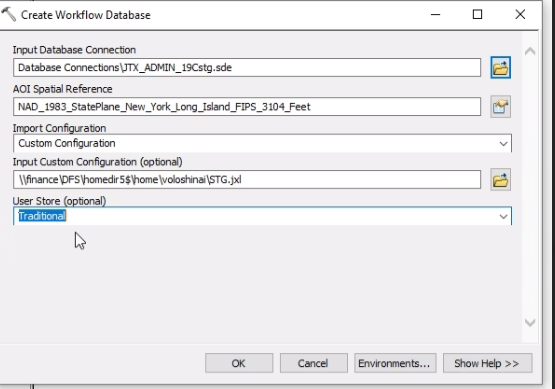 Create Workflow Database
Input Database Connection
Database Connections\JTX_ADMIN_19Cstg.sde
AOI Spatial Reference
NAD_1983_StatePlane_New_York_Long_Island_FIPS_3104_Feet
Import Configuration
Custom Configuration
Input Custom Configuration (optional)
\\finance\DFS\homedir5$\home\voloshinai\STG.jxl
User Store (optional)
Traditional
OK Cancel Environments... Show Help >>